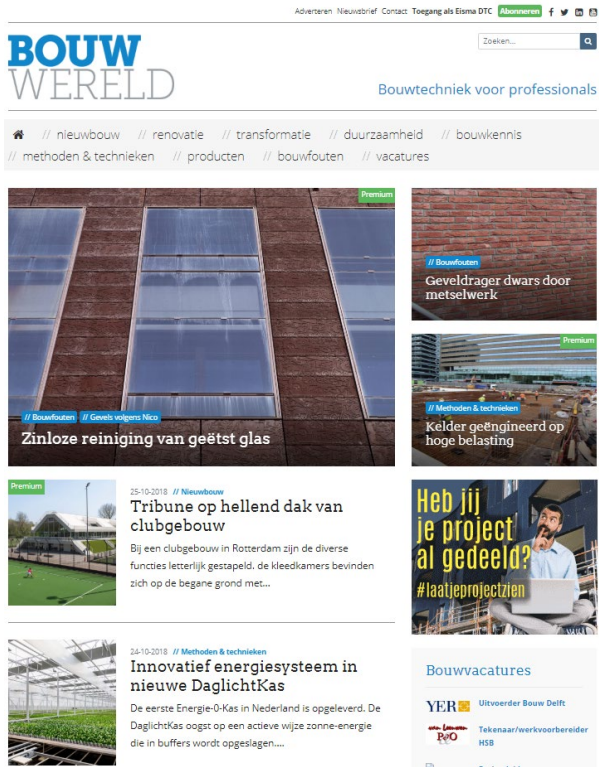 Adverteren Nieuwsbrief Contact Toegang als Eisma DTC Abonneren
BOUW
WERELD
Zoeken...
Bouwtechniek voor professionals
// nieuwbouw // renovatie // transformatie // duurzaamheid // bouwkennis
// methoden & technieken // producten // bouwfouten // vacatures
Premium
// Bouwfouten // Gevels volgens Nico
Zinloze reiniging van geëtst glas
// Bouwfouten
Geveldrager dwars door
metselwerk
Premium
// Methoden & technieken
Kelder geëngineerd op
hoge belasting
Premium
25-10-2018 // Nieuwbouw
Tribune op hellend dak van
clubgebouw
Bij een clubgebouw in Rotterdam zijn de diverse
functies letterlijk gestapeld. de kleedkamers bevinden
zich op de begane grond met...
Heb jij
je project
al gedeeld?
#laatjeprojectzien
24-10-2018 // Methoden & technieken
Innovatief energiesysteem in
nieuwe DaglichtKas
De eerste Energie-0-Kas in Nederland is opgeleverd. De
DaglichtKas oogst op een actieve wijze zonne-energie
die in buffers wordt opgeslagen....
Bouwvacatures
YER
Uitvoerder Bouw Delft
P&O
Tekenaar/werkvoorbereider
HSB